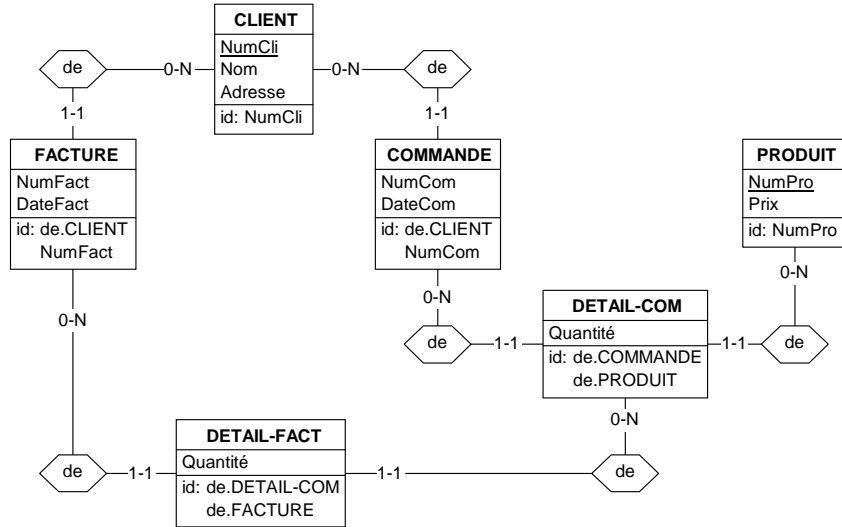 CLIENT
NumCli
Nom
Adresse
id: NumCli
de
0-N
0-N
de
1-1
1-1
FACTURE
NumFact
DateFact
id: de.CLIENT
NumFact
COMMANDE
NumCom
DateCom
id: de.CLIENT
NumCom
PRODUIT
NumPro
Prix
id: NumPro
0-N
0-N
0-N
DETAIL-COM
Quantité
id: de.COMMANDE
de.PRODUIT
de
1-1
1-1
de
0-N
DETAIL-FACT
Quantité
id: de.DETAIL-COM
de.FACTURE
de
1-1
1-1
de